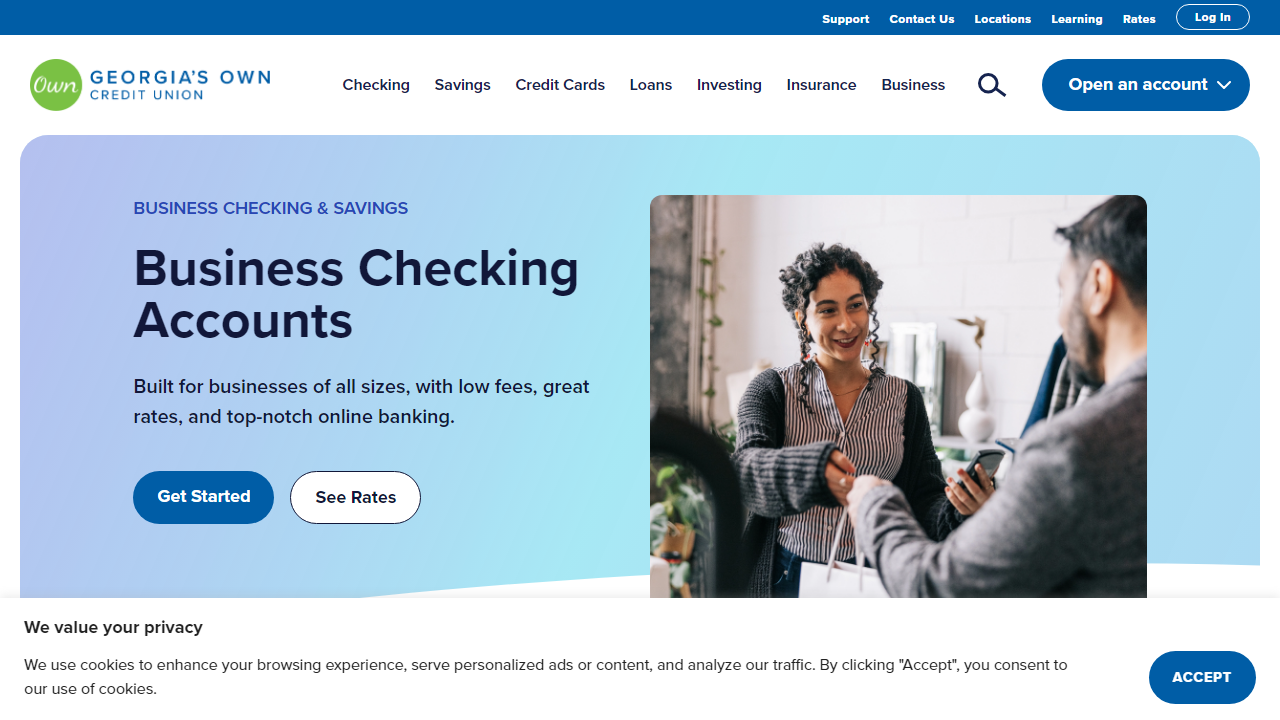 Support Contact Us Locations Learning Rates Log In
Own GEORGIA'S OWN
CREDIT UNION
Checking Savings Credit Cards Loans Investing Insurance Business Open an account
BUSINESS CHECKING & SAVINGS
Business Checking
Accounts
Built for businesses of all sizes, with low fees, great
rates, and top-notch online banking.
Get Started See Rates
We value your privacy
We use cookies to enhance your browsing experience, serve personalized ads or content, and analyze our traffic. By clicking "Accept", you consent to
our use of cookies.
ACCEPT